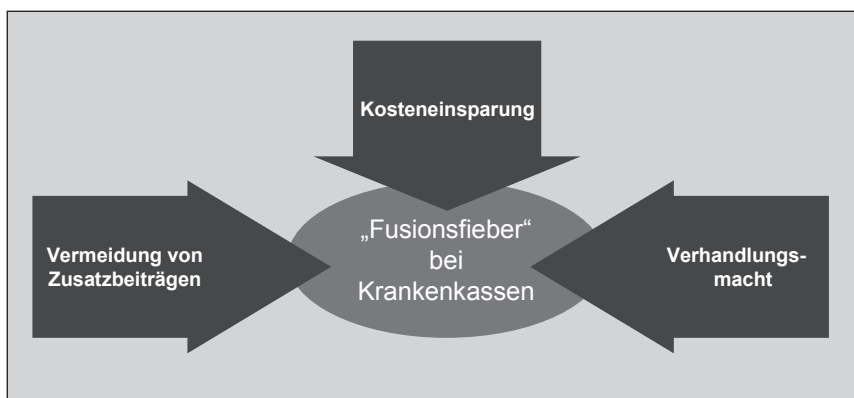 Kosteneinsparung
Vermeidung von
Zusatzbeiträgen
„Fusionsfieber“
bei
Krankenkassen
Verhandlungs-
macht